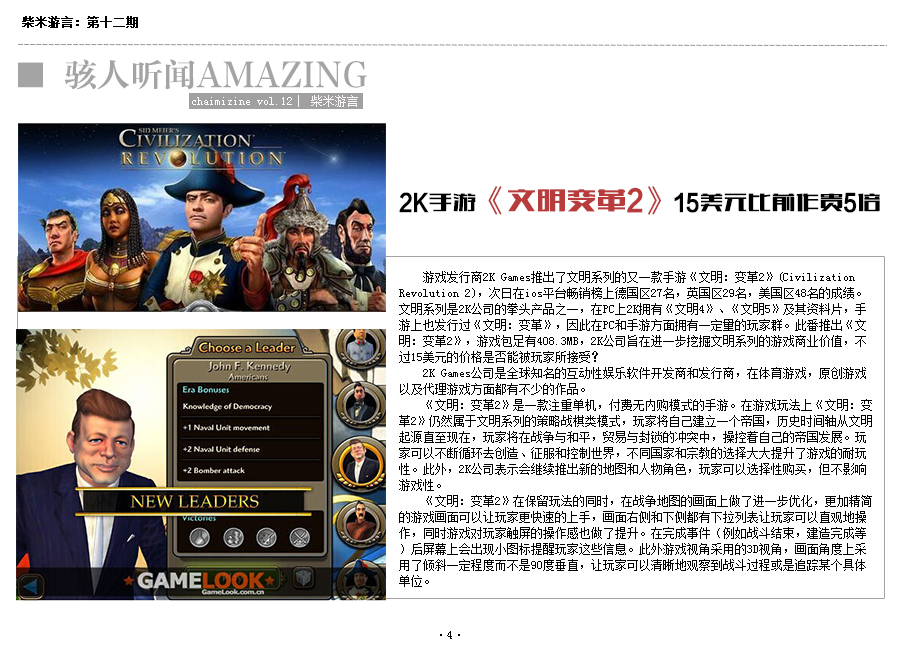 柴米游言：第十二期
骇人听闻AMAZING
chaimizine vol.12| 柴米游言
SID MEIER'S
CIVILIZATION
REVOLUTION
2K手游《文明变革2》15美元比前作贵5倍
游戏发行商2K Games推出了文明系列的又一款手游《文明：变革2》(Civilization
Revolution 2)，次日在ios平台畅销榜上德国区27名，英国区29名，美国区48名的成绩。
文明系列是2K公司的拳头产品之一，在PC上2K拥有《文明4》、《文明5》及其资料片，手
游上也发行过《文明：变革》，因此在PC和手游方面拥有一定量的玩家群。此番推出《文
明：变革2》，游戏包足有408.3MB，2K公司旨在进一步挖掘文明系列的游戏商业价值，不
过15美元的价格是否能被玩家所接受？
2K Games公司是全球知名的互动性娱乐软件开发商和发行商，在体育游戏，原创游戏
以及代理游戏方面都有不少的作品。
《文明：变革2》是一款注重单机，付费无内购模式的手游。在游戏玩法上《文明：变
革2》仍然属于文明系列的策略战棋类模式，玩家将自己建立一个帝国，历史时间轴从文明
起源直至现在，玩家将在战争与和平，贸易与封锁的冲突中，操控着自己的帝国发展。玩
家可以不断循环去创造、征服和控制世界，不同国家和宗教的选择大大提升了游戏的耐玩
性。此外，2K公司表示会继续推出新的地图和人物角色，玩家可以选择性购买，但不影响
游戏性。
《文明：变革2》在保留玩法的同时，在战争地图的画面上做了进一步优化，更加精简
的游戏画面可以让玩家更快速的上手，画面右侧和下侧都有下拉列表让玩家可以直观地操
作，同时游戏对玩家触屏的操作感也做了提升。在完成事件（例如战斗结束，建造完成等
）后屏幕上会出现小图标提醒玩家这些信息。此外游戏视角采用的3D视角，画面角度上采
用了倾斜一定程度而不是90度垂直，让玩家可以清晰地观察到战斗过程或是追踪某个具体
单位。
Choose a Leader
John F. Kennedy
Americans
Era Bonuses
Knowledge of Democracy
+1 Naval Unit movement
+2 Naval Unit defense
+2 Bomber attack
NEW LEADERS
Victories
GAMELOOK
GameLook.com.cn
·4·